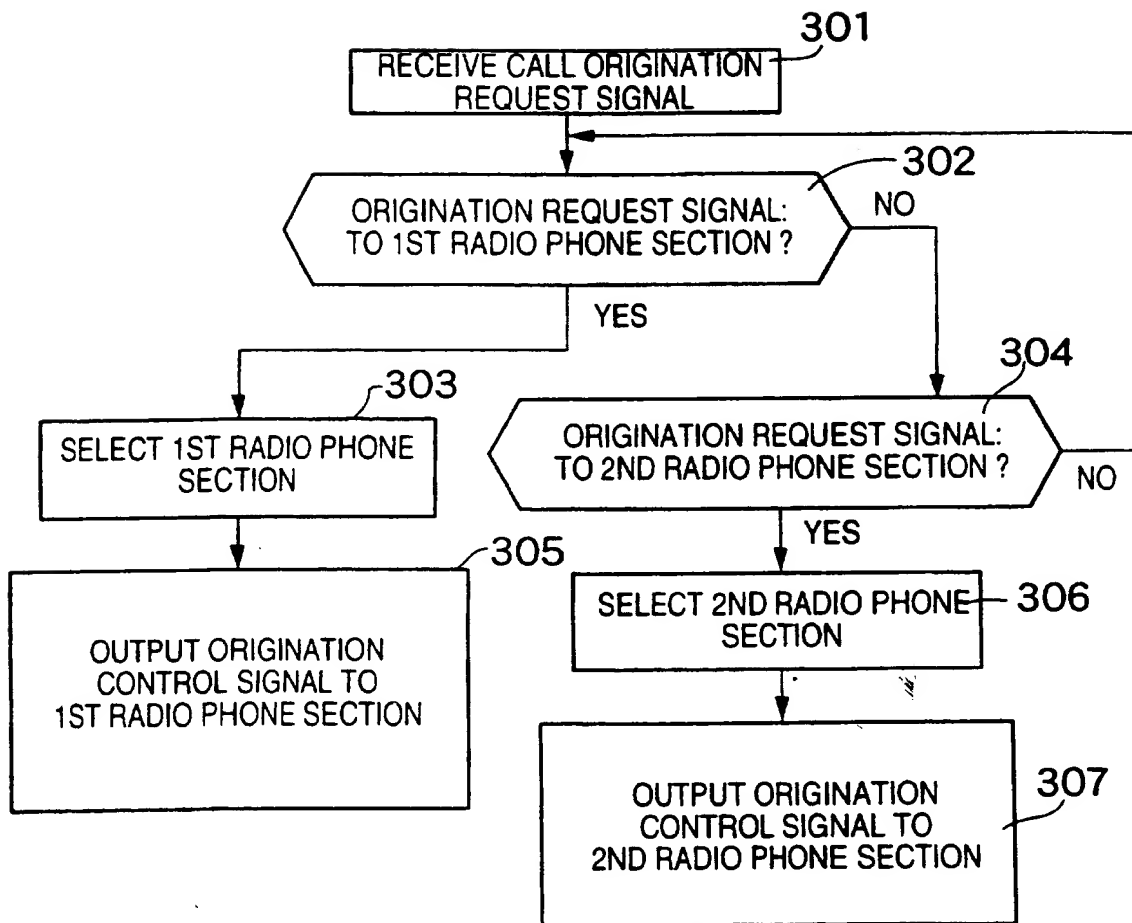 301
RECEIVE CALL ORIGINATION
REQUEST SIGNAL
302
ORIGINATION REQUEST SIGNAL:
TO 1ST RADIO PHONE SECTION ?
NO
YES
303
SELECT 1ST RADIO PHONE
SECTION
304
ORIGINATION REQUEST SIGNAL:
TO 2ND RADIO PHONE SECTION ?
NO
YES
305
OUTPUT ORIGINATION
CONTROL SIGNAL TO
1ST RADIO PHONE SECTION
SELECT 2ND RADIO PHONE
SECTION
306
OUTPUT ORIGINATION
CONTROL SIGNAL TO
2ND RADIO PHONE SECTION
307